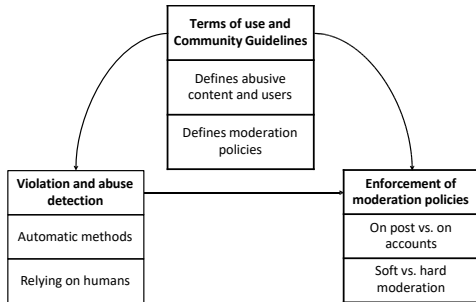 Terms of use and
Community Guidelines
Defines abusive
content and users
Defines moderation
policies
Violation and abuse
detection
Automatic methods
Relying on humans
Enforcement of
moderation policies
On post vs. on
accounts
Soft vs. hard
moderation